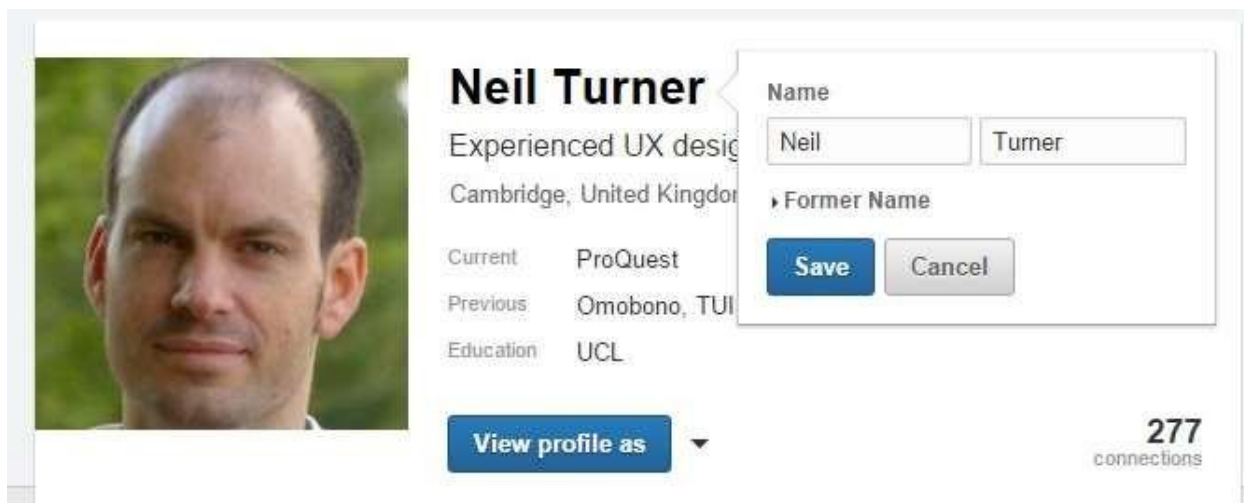 Neil Turner
Experienced UX desig
Cambridge, United Kingdor
Current ProQuest
Previous Omobono, TUI
Education UCL
View profile as
277
connections
Name
Neil Turner
Former Name
Save Cancel